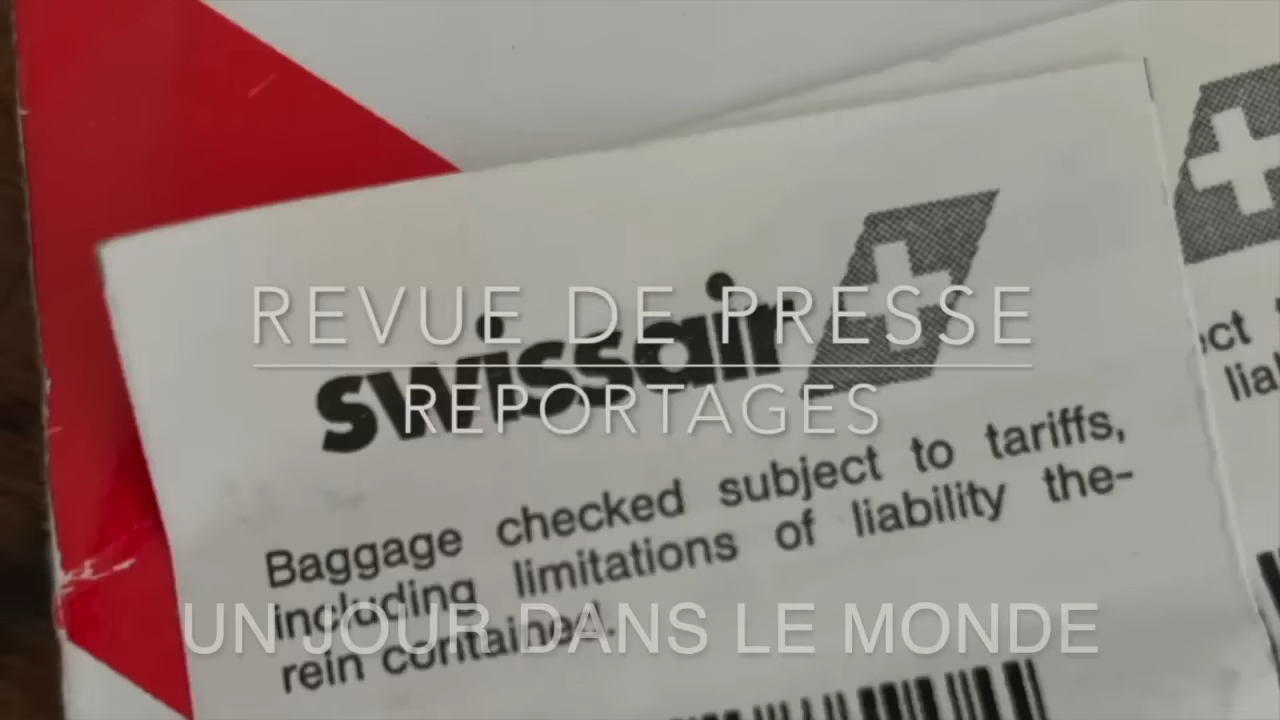 REVUE DE PRESSE
swissair
REPORTAGES
Baggage checked subject to tariffs,
including limitations of liability the-
rein contained.
UN JOUR DANS LE MONDE
ct
lia